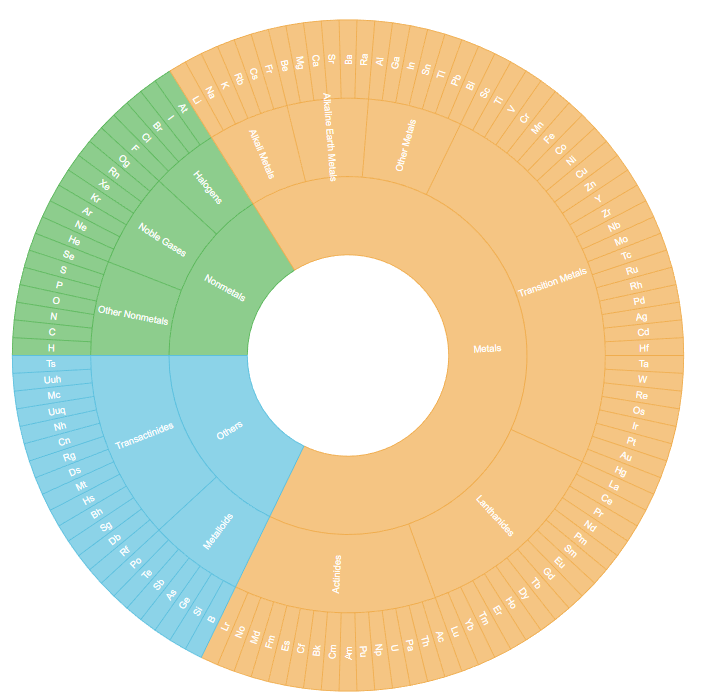 Metals
Alkali Metals
Li
Na
K
Rb
Cs
Fr
Alkaline Earth Metals
Be
Mg
Ca
Sr
Ba
Ra
Other Metals
Al
Ga
In
Sn
Tl
Pb
Bi
Transition Metals
Sc
Ti
V
Cr
Mn
Fe
Co
Ni
Cu
Zn
Y
Zr
Nb
Mo
Tc
Ru
Rh
Pd
Ag
Cd
Hf
Ta
W
Re
Os
Ir
Pt
Au
Hg
Lanthanides
La
Ce
Pr
Nd
Pm
Sm
Eu
Gd
Tb
Dy
Ho
Er
Tm
Yb
Lu
Actinides
Ac
Th
Pa
U
Np
Pu
Am
Cm
Bk
Cf
Es
Fm
Md
No
Lr
Others
Metalloids
B
Si
Ge
As
Sb
Te
Po
Transactinides
Rf
Db
Sg
Bh
Hs
Mt
Ds
Rg
Cn
Nh
Uuq
Mc
Uuh
Ts
Nonmetals
Other Nonmetals
H
C
N
O
P
S
Se
Noble Gases
He
Ne
Ar
Kr
Xe
Rn
Og
Halogens
F
Cl
Br
I
At